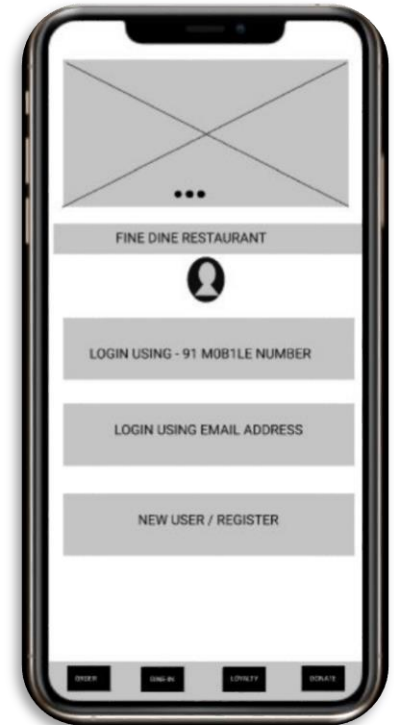 FINE DINE RESTAURANT
LOGIN USING - 91 M0B1LE NUMBER
LOGIN USING EMAIL ADDRESS
NEW USER / REGISTER
ORDER
DINE-IN
LOYALTY
DONATE